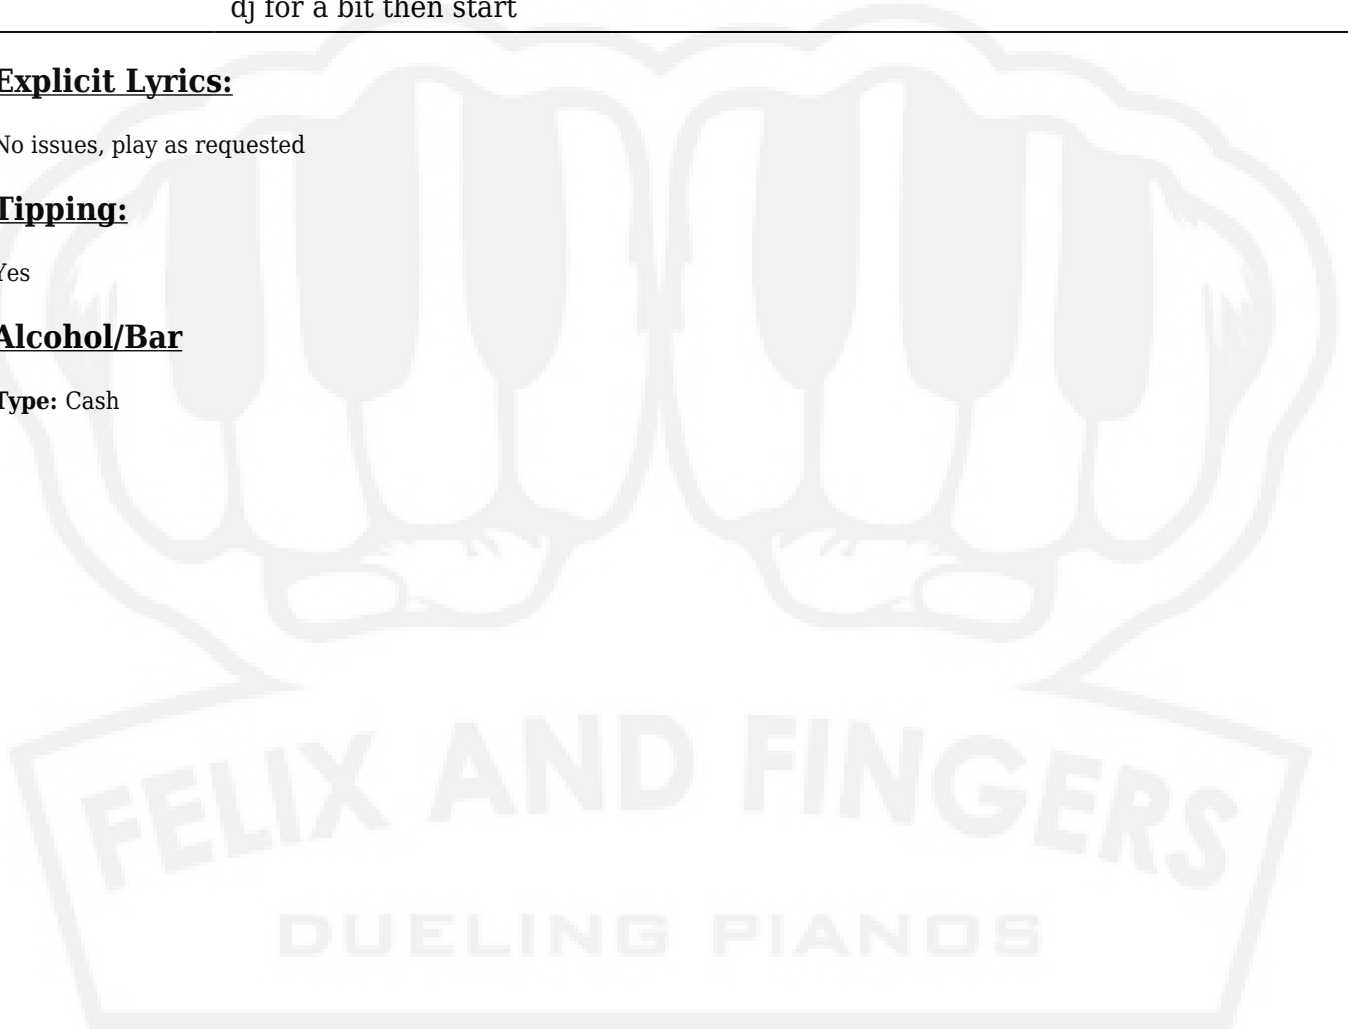 dj for a bit then start
Explicit Lyrics:
No issues, play as requested
Tipping:
Yes
Alcohol/Bar
Type: Cash
FELIX AND FINGERS
DUELING PIANOS